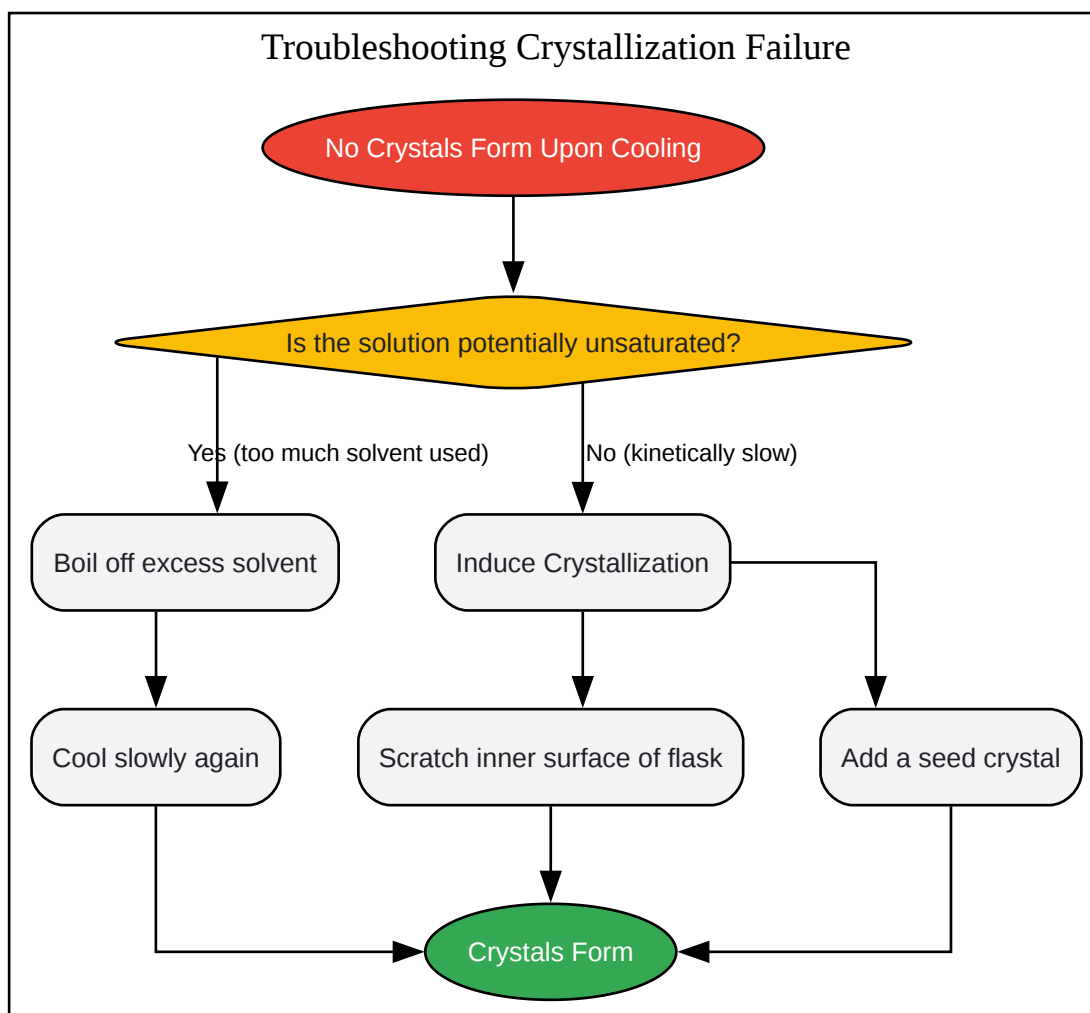 Troubleshooting Crystallization Failure
No Crystals Form Upon Cooling
Is the solution potentially unsaturated?
Yes (too much solvent used)
No (kinetically slow)
Boil off excess solvent
Induce Crystallization
Cool slowly again
Scratch inner surface of flask
Add a seed crystal
Crystals Form